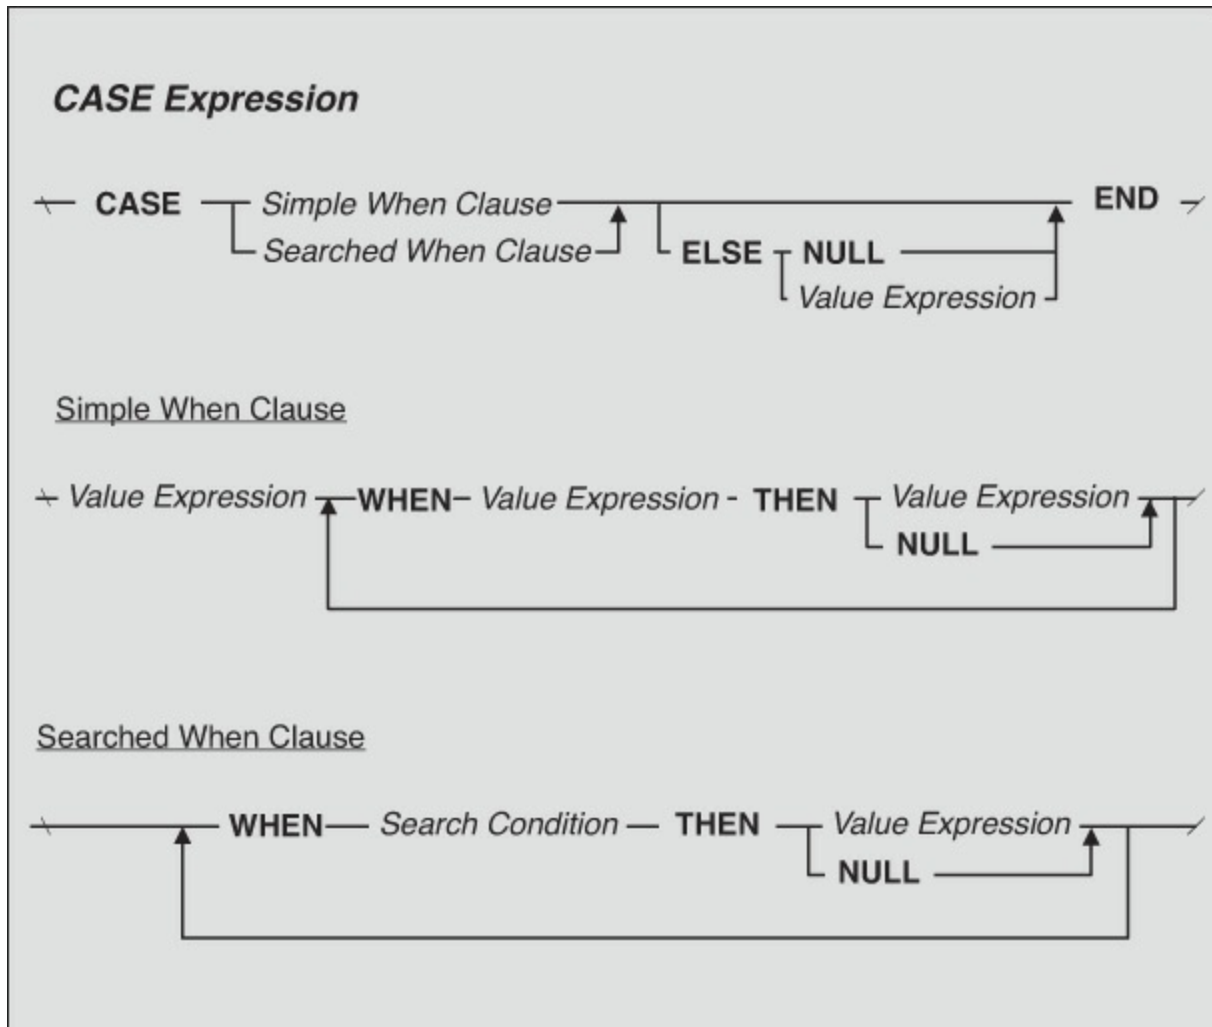 CASE Expression
CASE Simple When Clause END
Searched When Clause ELSE NULL
Value Expression
Simple When Clause
Value Expression WHEN Value Expression THEN Value Expression
NULL
Searched When Clause
WHEN Search Condition THEN Value Expression
NULL